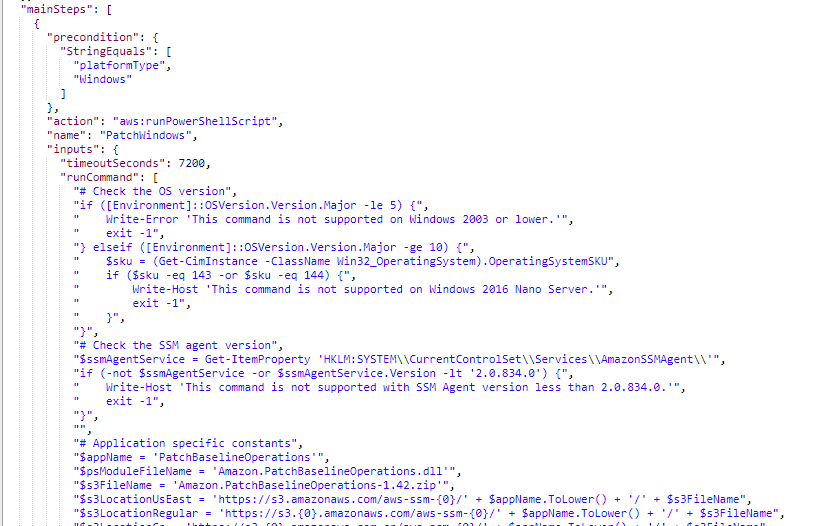 "mainSteps": [
{
"precondition": {
"StringEquals": [
"platformType",
"Windows"
]
},
"action": "aws:runPowerShellScript",
"name": "PatchWindows",
"inputs": {
"timeoutSeconds": 7200,
"runCommand": [
"# Check the OS version",
"if ([Environment]::OSVersion.Version.Major -le 5) {",
"    Write-Error 'This command is not supported on Windows 2003 or lower.'",
"    exit -1",
"} elseif ([Environment]::OSVersion.Version.Major -ge 10) {",
"    $sku = (Get-CimInstance -ClassName Win32_OperatingSystem).OperatingSystemSKU",
"    if ($sku -eq 143 -or $sku -eq 144) {",
"        Write-Host 'This command is not supported on Windows 2016 Nano Server.'",
"        exit -1",
"    }",
"}",
"# Check the SSM agent version",
"$ssmAgentService = Get-ItemProperty 'HKLM:SYSTEM\\CurrentControlSet\\Services\\AmazonSSMAgent\\'",
"if (-not $ssmAgentService -or $ssmAgentService.Version -lt '2.0.834.0') {",
"    Write-Host 'This command is not supported with SSM Agent version less than 2.0.834.0.'",
"    exit -1",
"}",
"",
"# Application specific constants",
"$appName = 'PatchBaselineOperations'",
"$psModuleFileName = 'Amazon.PatchBaselineOperations.dll'",
"$s3FileName = 'Amazon.PatchBaselineOperations-1.42.zip'",
"$s3LocationUsEast = 'https://s3.amazonaws.com/aws-ssm-{0}/' + $appName.ToLower() + '/' + $s3FileName",
"$s3LocationRegular = 'https://s3.{0}.amazonaws.com/aws-ssm-{0}/' + $appName.ToLower() + '/' + $s3FileName",